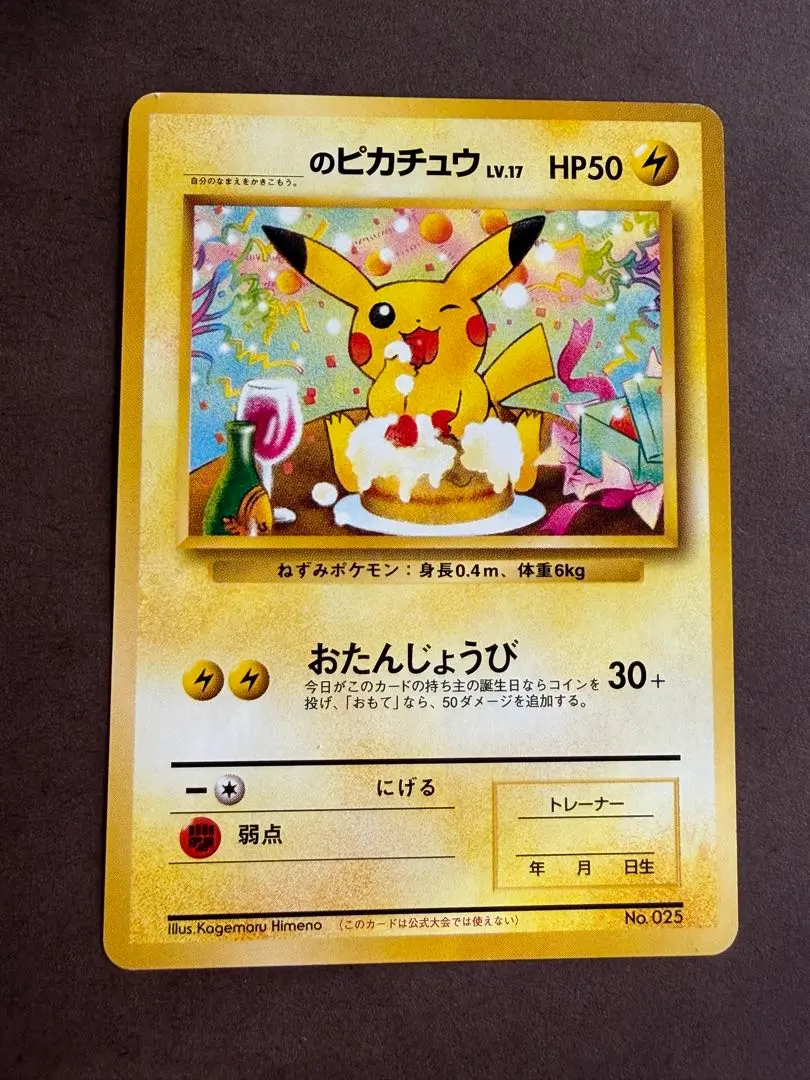 のピカチュウ LV.17 HP50
自分のなまえをかきこもう。
ねずみポケモン：身長0.4m、体重6kg
おたんじょうび 30+
今日がこのカードの持ち主の誕生日ならコインを
投げ、「おもて」なら、50ダメージを追加する。
にげる
弱点
トレーナー
年 月 日生
Illus.Kagemaru Himeno （このカードは公式大会では使えない） No. 025